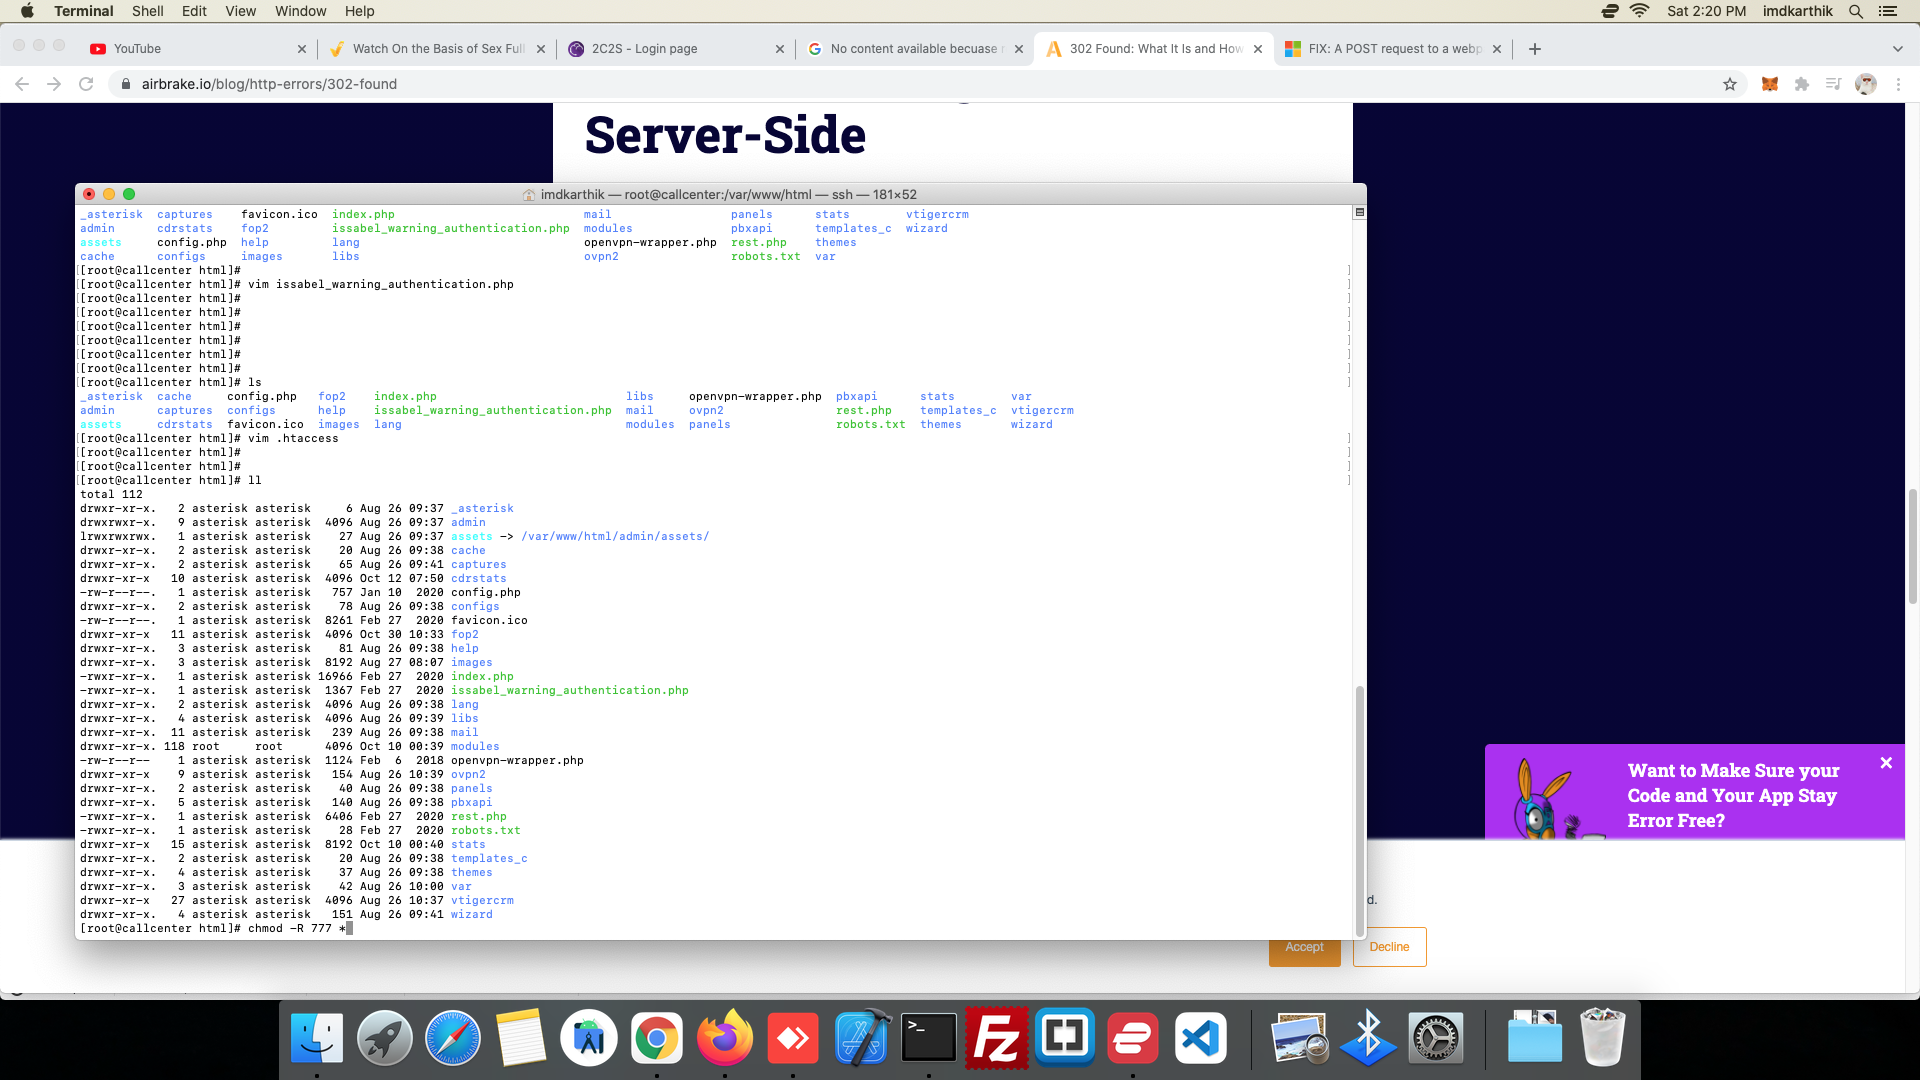 Terminal Shell Edit View Window Help Sat 2:20 PM imdkarthik
YouTube Watch On the Basis of Sex Full 2C2S - Login page No content available becuase r 302 Found: What It Is and How FIX: A POST request to a webp
airbrake.io/blog/http-errors/302-found
Server-Side
imdkarthik — root@callcenter:/var/www/html — ssh — 181×52
_asterisk captures favicon.ico index.php mail panels stats vtigercrm
admin cdrstats fop2 issabel_warning_authentication.php modules pbxapi templates_c wizard
assets config.php help lang openvpn-wrapper.php rest.php themes
cache configs images libs ovpn2 robots.txt var
[[root@callcenter html]# ]
[[root@callcenter html]# vim issabel_warning_authentication.php ]
[[root@callcenter html]# ]
[[root@callcenter html]# ]
[[root@callcenter html]# ]
[[root@callcenter html]# ]
[[root@callcenter html]# ]
[[root@callcenter html]# ]
[[root@callcenter html]# ls ]
_asterisk cache config.php fop2 index.php libs openvpn-wrapper.php pbxapi stats var
admin captures configs help issabel_warning_authentication.php mail ovpn2 rest.php templates_c vtigercrm
assets cdrstats favicon.ico images lang modules panels robots.txt themes wizard
[[root@callcenter html]# vim .htaccess ]
[[root@callcenter html]# ]
[[root@callcenter html]# ]
[[root@callcenter html]# ll ]
total 112
drwxr-xr-x. 2 asterisk asterisk 6 Aug 26 09:37 _asterisk
drwxrwxr-x. 9 asterisk asterisk 4096 Aug 26 09:37 admin
lrwxrwxrwx. 1 asterisk asterisk 27 Aug 26 09:37 assets -> /var/www/html/admin/assets/
drwxr-xr-x. 2 asterisk asterisk 20 Aug 26 09:38 cache
drwxr-xr-x. 2 asterisk asterisk 65 Aug 26 09:41 captures
drwxr-xr-x 10 asterisk asterisk 4096 Oct 12 07:50 cdrstats
-rw-r--r--. 1 asterisk asterisk 757 Jan 10 2020 config.php
drwxr-xr-x. 2 asterisk asterisk 78 Aug 26 09:38 configs
-rw-r--r--. 1 asterisk asterisk 8261 Feb 27 2020 favicon.ico
drwxr-xr-x 11 asterisk asterisk 4096 Oct 30 10:33 fop2
drwxr-xr-x. 3 asterisk asterisk 81 Aug 26 09:38 help
drwxr-xr-x. 3 asterisk asterisk 8192 Aug 27 08:07 images
-rwxr-xr-x. 1 asterisk asterisk 16966 Feb 27 2020 index.php
-rwxr-xr-x. 1 asterisk asterisk 1367 Feb 27 2020 issabel_warning_authentication.php
drwxr-xr-x. 2 asterisk asterisk 4096 Aug 26 09:38 lang
drwxr-xr-x. 4 asterisk asterisk 4096 Aug 26 09:39 libs
drwxr-xr-x. 11 asterisk asterisk 239 Aug 26 09:38 mail
drwxr-xr-x. 118 root root 4096 Oct 10 00:39 modules
-rw-r--r-- 1 asterisk asterisk 1124 Feb 6 2018 openvpn-wrapper.php
drwxr-xr-x 9 asterisk asterisk 154 Aug 26 10:39 ovpn2
drwxr-xr-x. 2 asterisk asterisk 40 Aug 26 09:38 panels
drwxr-xr-x. 5 asterisk asterisk 140 Aug 26 09:38 pbxapi
-rwxr-xr-x. 1 asterisk asterisk 6406 Feb 27 2020 rest.php
-rwxr-xr-x. 1 asterisk asterisk 28 Feb 27 2020 robots.txt
drwxr-xr-x 15 asterisk asterisk 8192 Oct 10 00:40 stats
drwxr-xr-x. 2 asterisk asterisk 20 Aug 26 09:38 templates_c
drwxr-xr-x. 4 asterisk asterisk 37 Aug 26 09:38 themes
drwxr-xr-x. 3 asterisk asterisk 42 Aug 26 10:00 var
drwxr-xr-x 27 asterisk asterisk 4096 Aug 26 10:37 vtigercrm
drwxr-xr-x. 4 asterisk asterisk 151 Aug 26 09:41 wizard
[root@callcenter html]# chmod -R 777 *
Want to Make Sure your
Code and Your App Stay
Error Free?
d.
Accept Decline